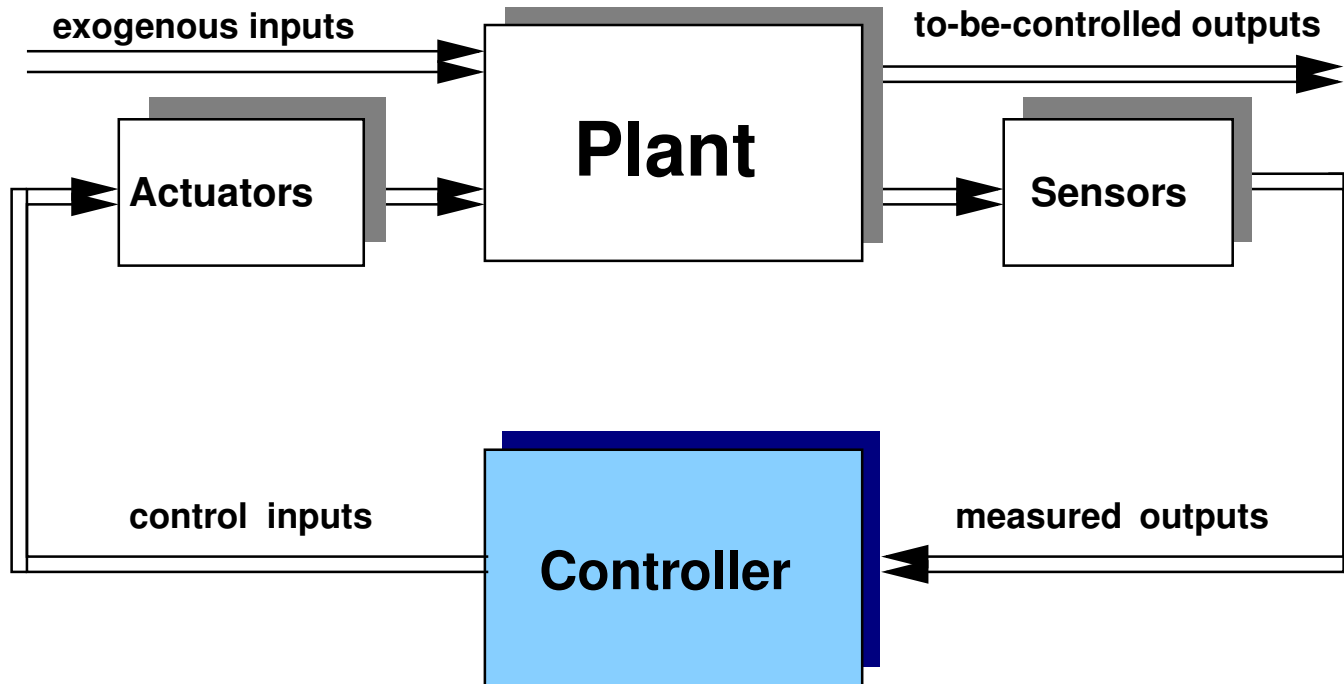 exogenous inputs
to-be-controlled outputs
Plant
Actuators
Sensors
control inputs
measured outputs
Controller